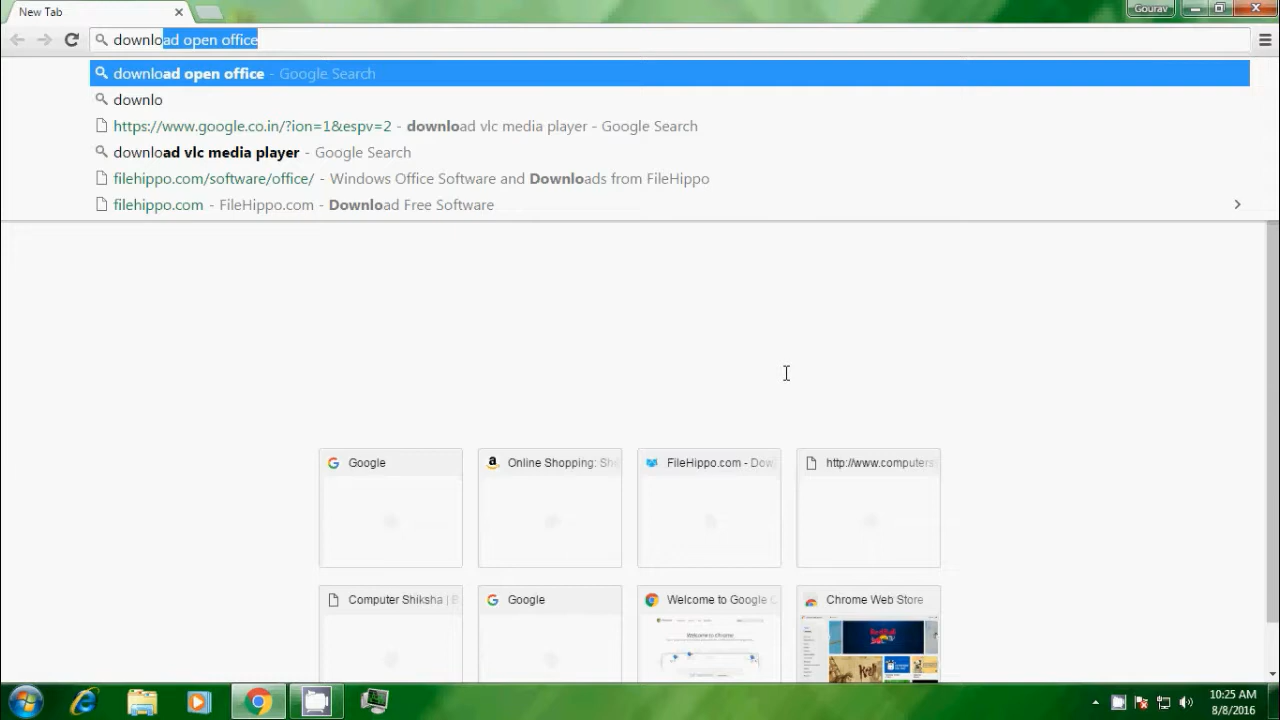 New Tab
Gourav
download open office
download open office - Google Search
downlo
https://www.google.co.in/?ion=1&espv=2 - download vlc media player - Google Search
download vlc media player - Google Search
filehippo.com/software/office/ - Windows Office Software and Downloads from FileHippo
filehippo.com - FileHippo.com - Download Free Software
Google
Online Shopping: Sh
FileHippo.com - Dow
http://www.computers
Computer Shiksha |
Google
Welcome to Google
Chrome Web Store
Welcome to Chrome
10:25 AM
8/8/2016